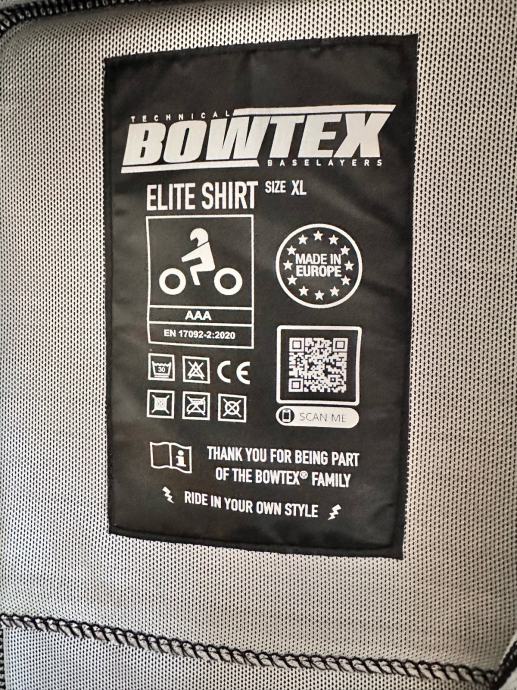 TECHNICAL
BOWTEX
BASELAYERS
ELITE SHIRT SIZE XL
MADE IN
EUROPE
AAA
EN 17092-2:2020
30
CE
SCAN ME
i
THANK YOU FOR BEING PART
OF THE BOWTEX® FAMILY
RIDE IN YOUR OWN STYLE